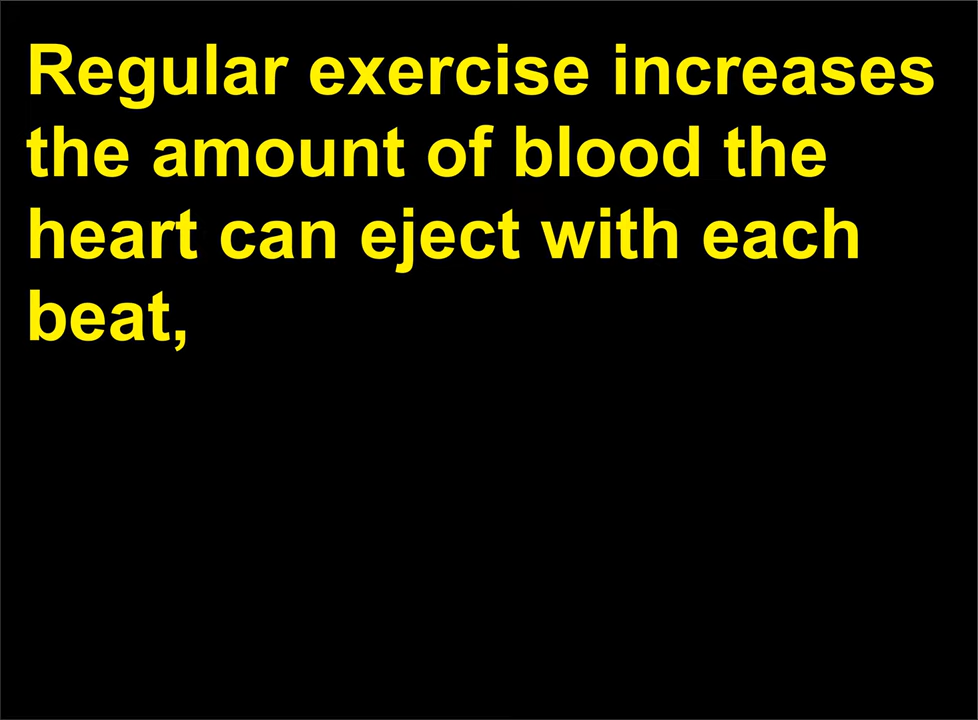 Regular exercise increases
the amount of blood the
heart can eject with each
beat,